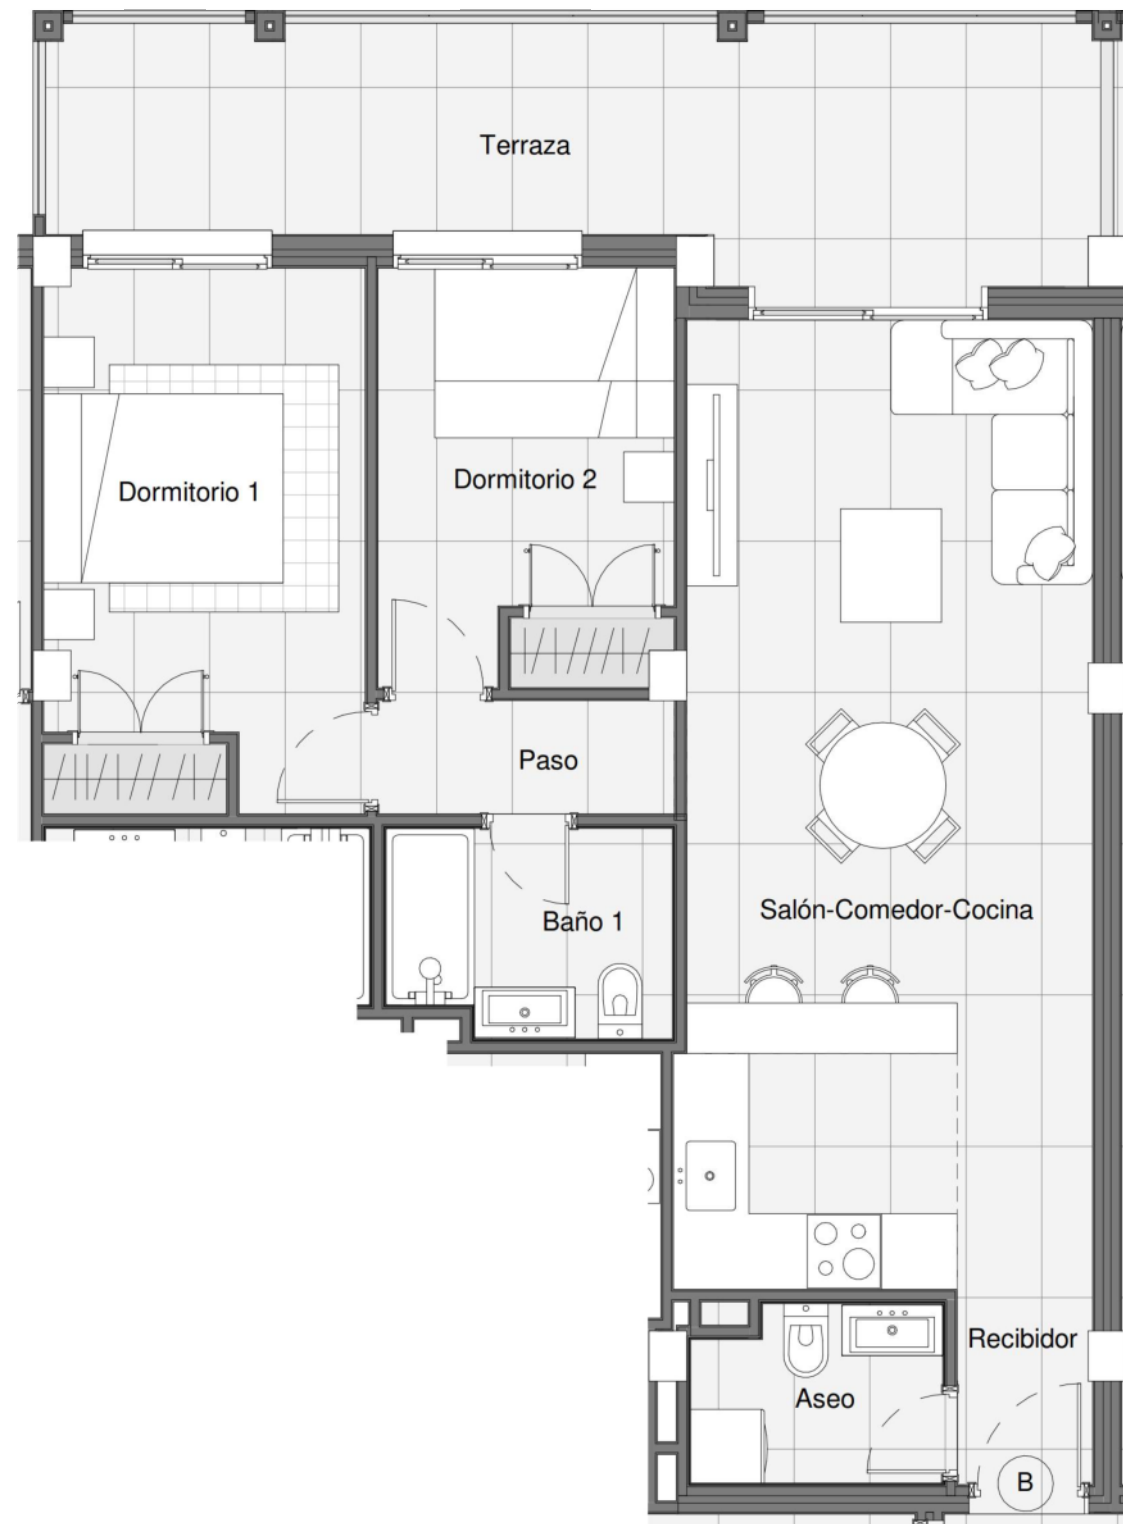 Terraza
Dormitorio 1
Dormitorio 2
Paso
Baño 1
Salón-Comedor-Cocina
Recibidor
Aseo
B